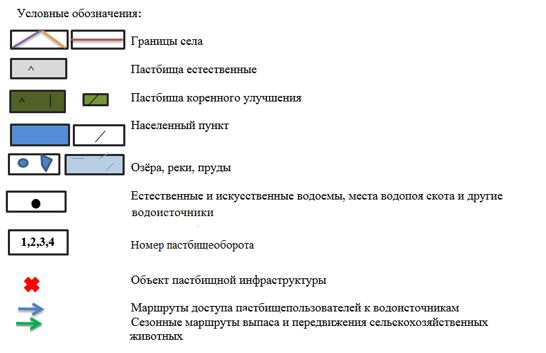 Условные обозначения:
Границы села
Пастбища естественные
Пастбища коренного улучшения
Населенный пункт
Озёра, реки, пруды
Естественные и искусственные водоемы, места водопоя скота и другие
водоисточники
1,2,3,4
Номер пастбищеоборота
Объект пастбищной инфраструктуры
Маршруты доступа пастбищепользователей к водоисточникам
Сезонные маршруты выпаса и передвижения сельскохозяйственных
животных